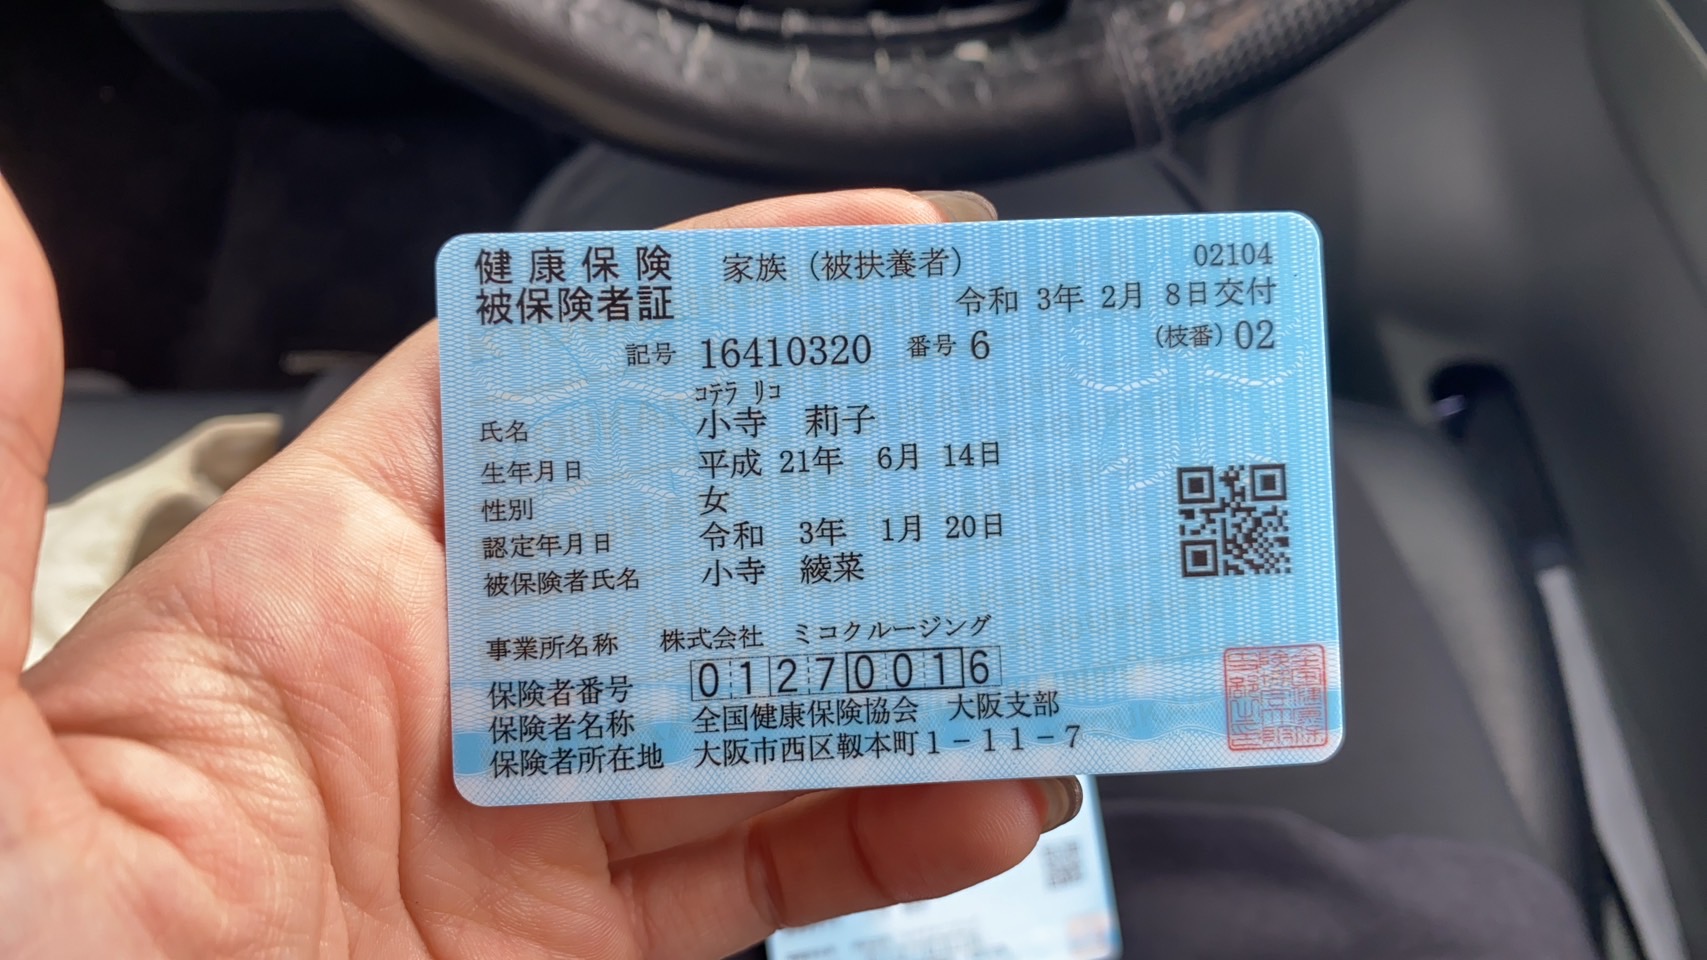 健康保険 家族（被扶養者） 02104
被保険者証 令和 3年 2月 8日交付
記号 16410320 番号 6 （枝番）02
ｺﾃﾗ ﾘｺ
氏名 小寺 莉子
生年月日 平成 21年 6月 14日
性別 女
認定年月日 令和 3年 1月 20日
被保険者氏名 小寺 綾菜
事業所名称 株式会社 ミコクルージング
保険者番号 01270016
保険者名称 全国健康保険協会 大阪支部
保険者所在地 大阪市西区靱本町１－１１－７